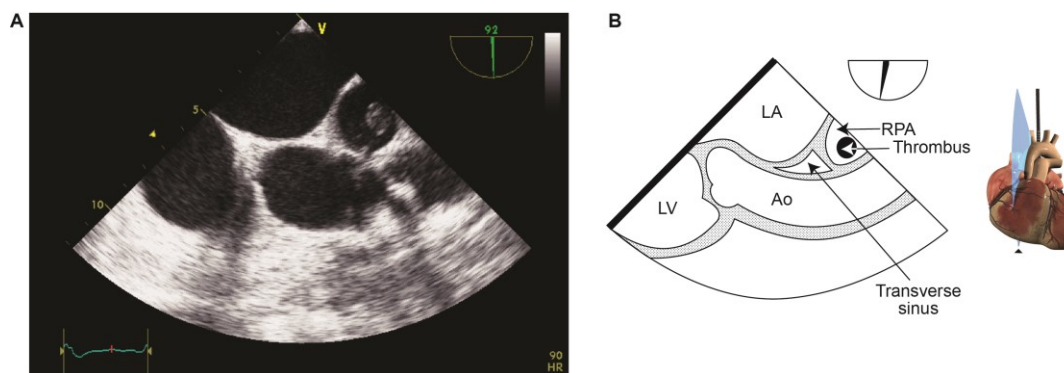 A
V
92
5
10
90
HR
B
LA
RPA
Thrombus
LV
Ao
Transverse
sinus